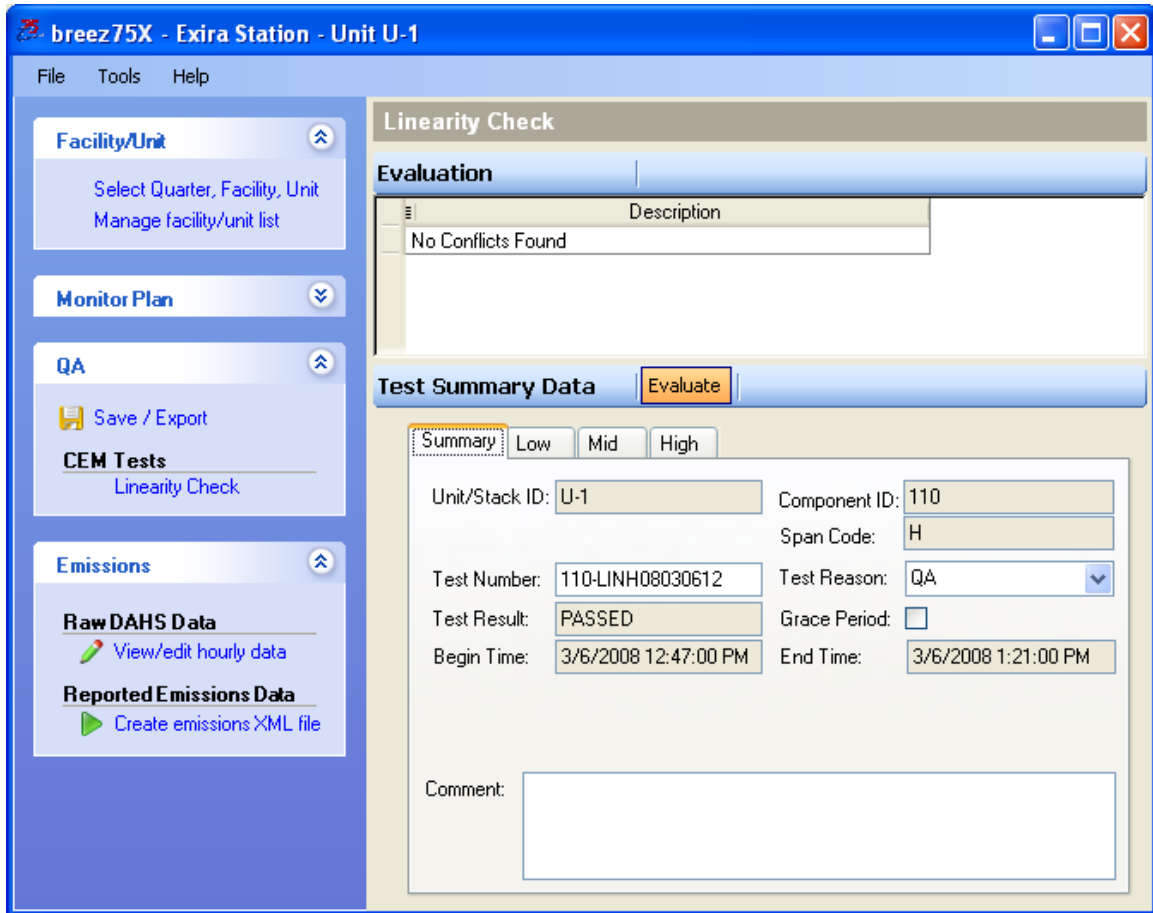 breez75X - Exira Station - Unit U-1
File Tools Help
Facility/Unit
Select Quarter, Facility, Unit
Manage facility/unit list
Monitor Plan
QA
Save / Export
CEM Tests
Linearity Check
Emissions
Raw DAHS Data
View/edit hourly data
Reported Emissions Data
Create emissions XML file
Linearity Check
Evaluation
Description
No Conflicts Found
Test Summary Data Evaluate
Summary Low Mid High
Unit/Stack ID: U-1 Component ID: 110
Span Code: H
Test Number: 110-LINH08030612 Test Reason: QA
Test Result: PASSED Grace Period:
Begin Time: 3/6/2008 12:47:00 PM End Time: 3/6/2008 1:21:00 PM
Comment: